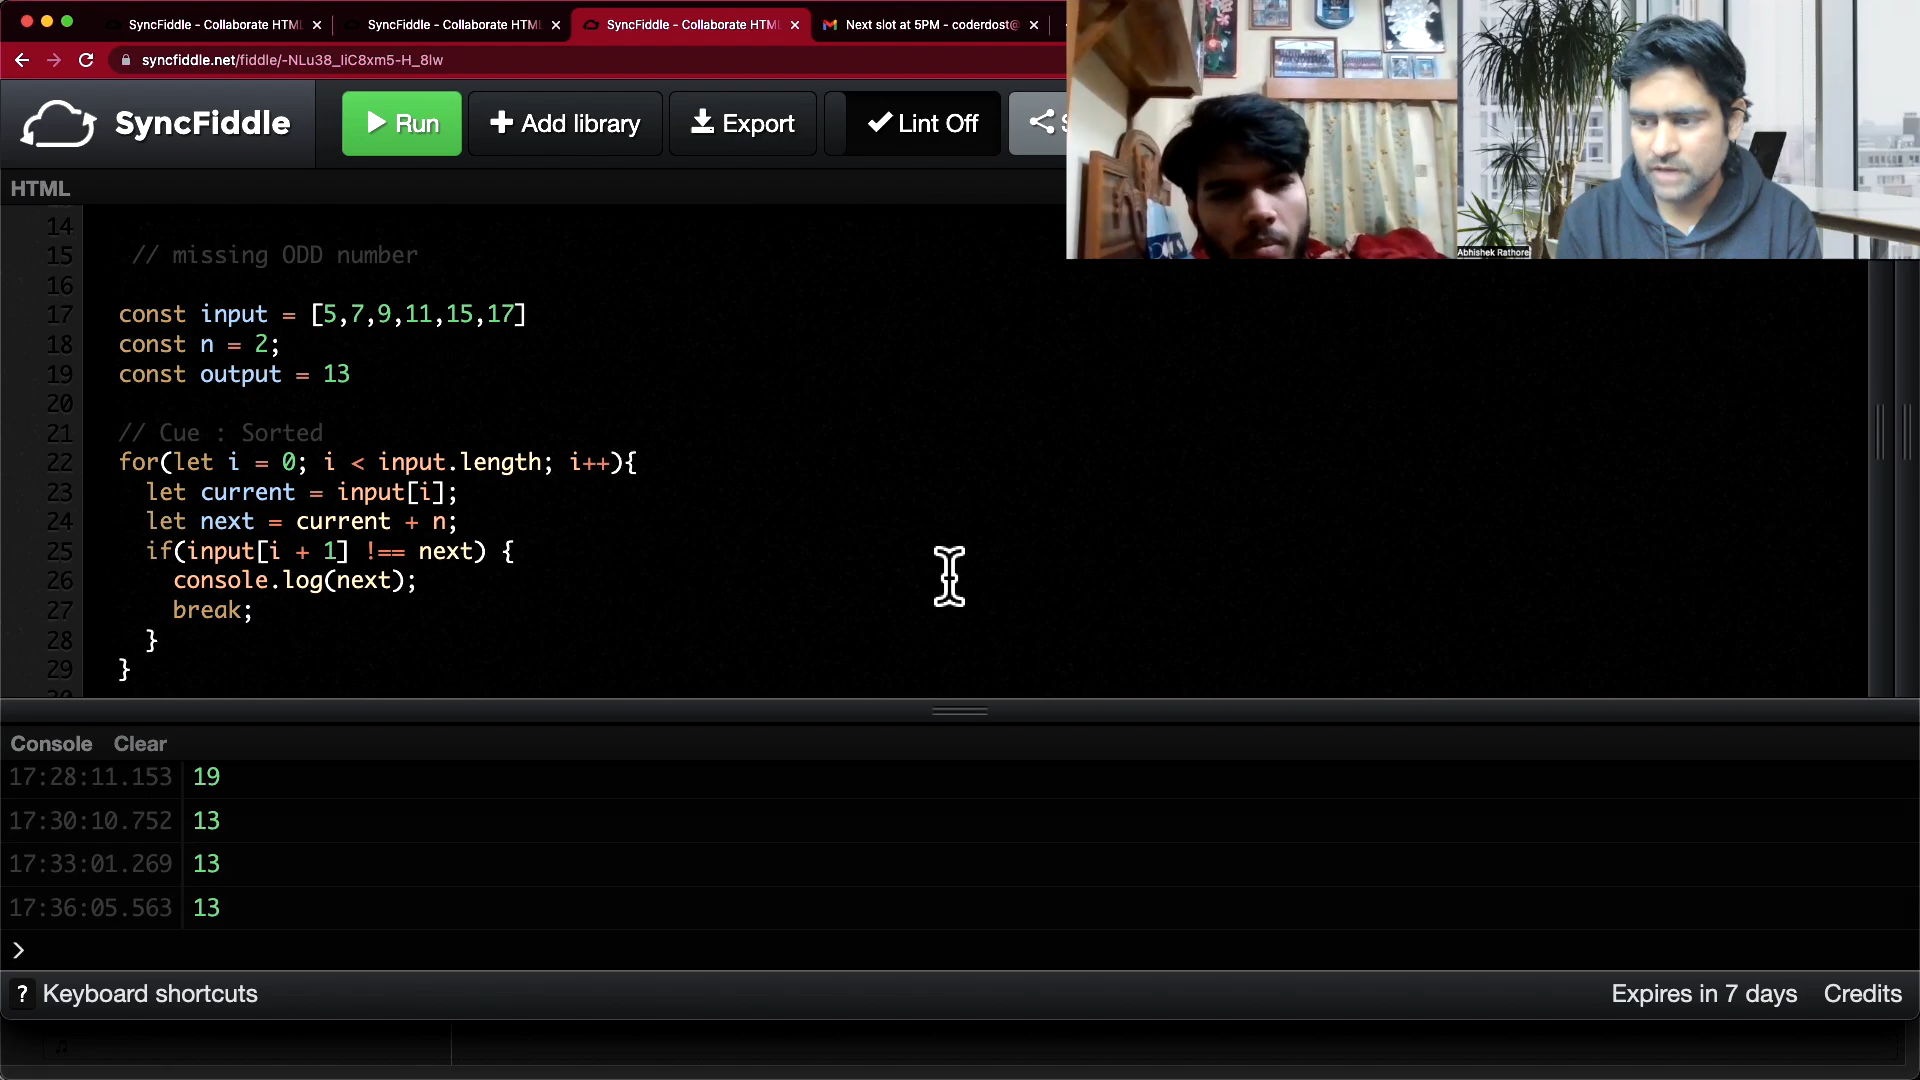 SyncFiddle - Collaborate HTML
SyncFiddle - Collaborate HTML
SyncFiddle - Collaborate HTML
Next slot at 5PM - coderdost@
syncfiddle.net/fiddle/-NLu38_liC8xm5-H_8lw
SyncFiddle
Run
Add library
Export
Lint Off
HTML
14
15 // missing ODD number
16
17 const input = [5,7,9,11,15,17]
18 const n = 2;
19 const output = 13
20
21 // Cue : Sorted
22 for(let i = 0; i < input.length; i++){
23 let current = input[i];
24 let next = current + n;
25 if(input[i + 1] !== next) {
26 console.log(next);
27 break;
28 }
29 }
Abhishek Rathore
Console Clear
17:28:11.153 19
17:30:10.752 13
17:33:01.269 13
17:36:05.563 13
>
? Keyboard shortcuts
Expires in 7 days Credits